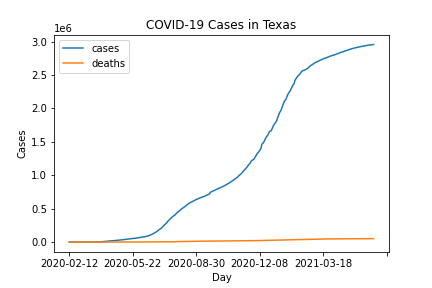 COVID-19 Cases in Texas
1e6
3.0
2.5
2.0
1.5
1.0
0.5
0.0
Cases
cases
deaths
2020-02-12 2020-05-22 2020-08-30 2020-12-08 2021-03-18
Day